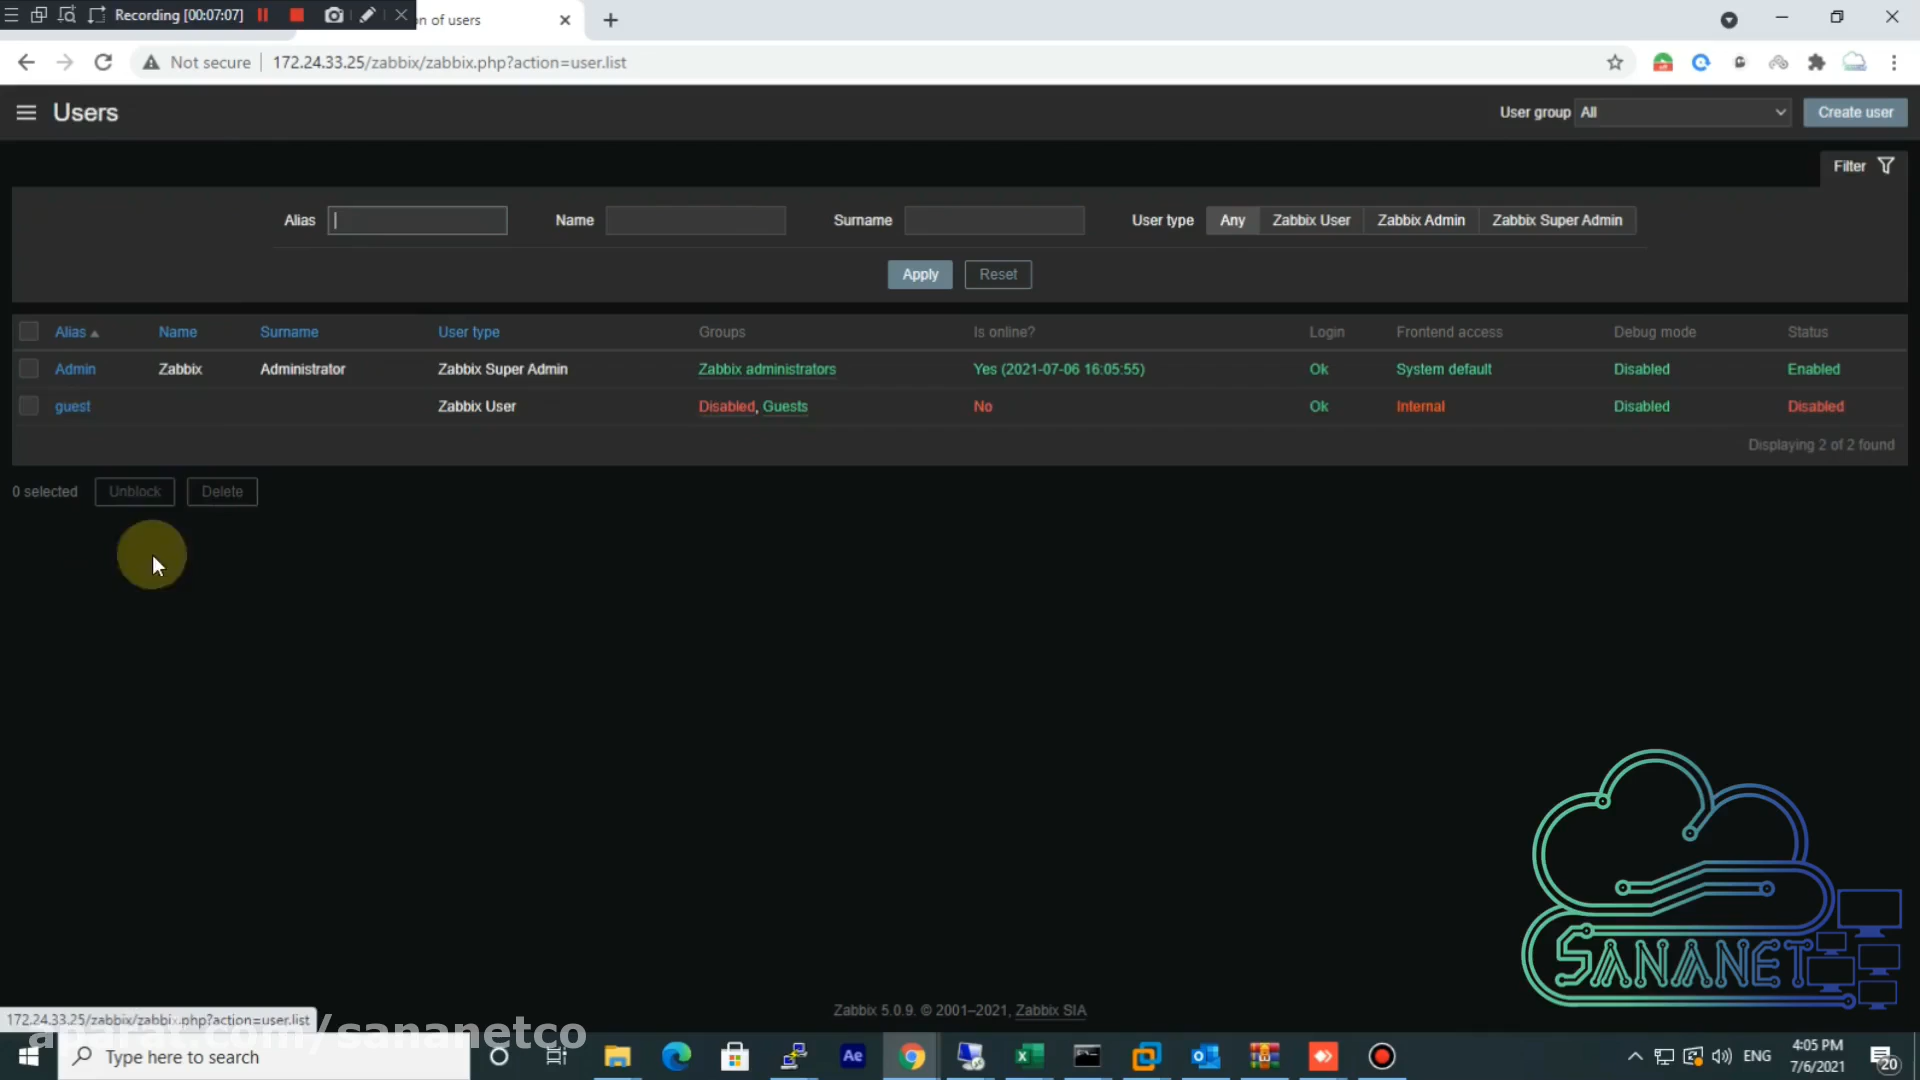 Recording [00:07:07]
n of users
Not secure
172.24.33.25/zabbix/zabbix.php?action=user.list
Users
User group All
Create user
Filter
Alias
Name
Surname
User type Any Zabbix User Zabbix Admin Zabbix Super Admin
Apply Reset
Alias Name Surname User type Groups Is online? Login Frontend access Debug mode Status
Admin Zabbix Administrator Zabbix Super Admin Zabbix administrators Yes (2021-07-06 16:05:55) Ok System default Disabled Enabled
guest Zabbix User Disabled, Guests No Ok Internal Disabled Disabled
Displaying 2 of 2 found
0 selected Unblock Delete
SANANET
Zabbix 5.0.9. © 2001–2021, Zabbix SIA
172.24.33.25/zabbix/zabbix.php?action=user.list
aparat.com/sananetco
Type here to search
Ae
ENG
4:05 PM
7/6/2021
20